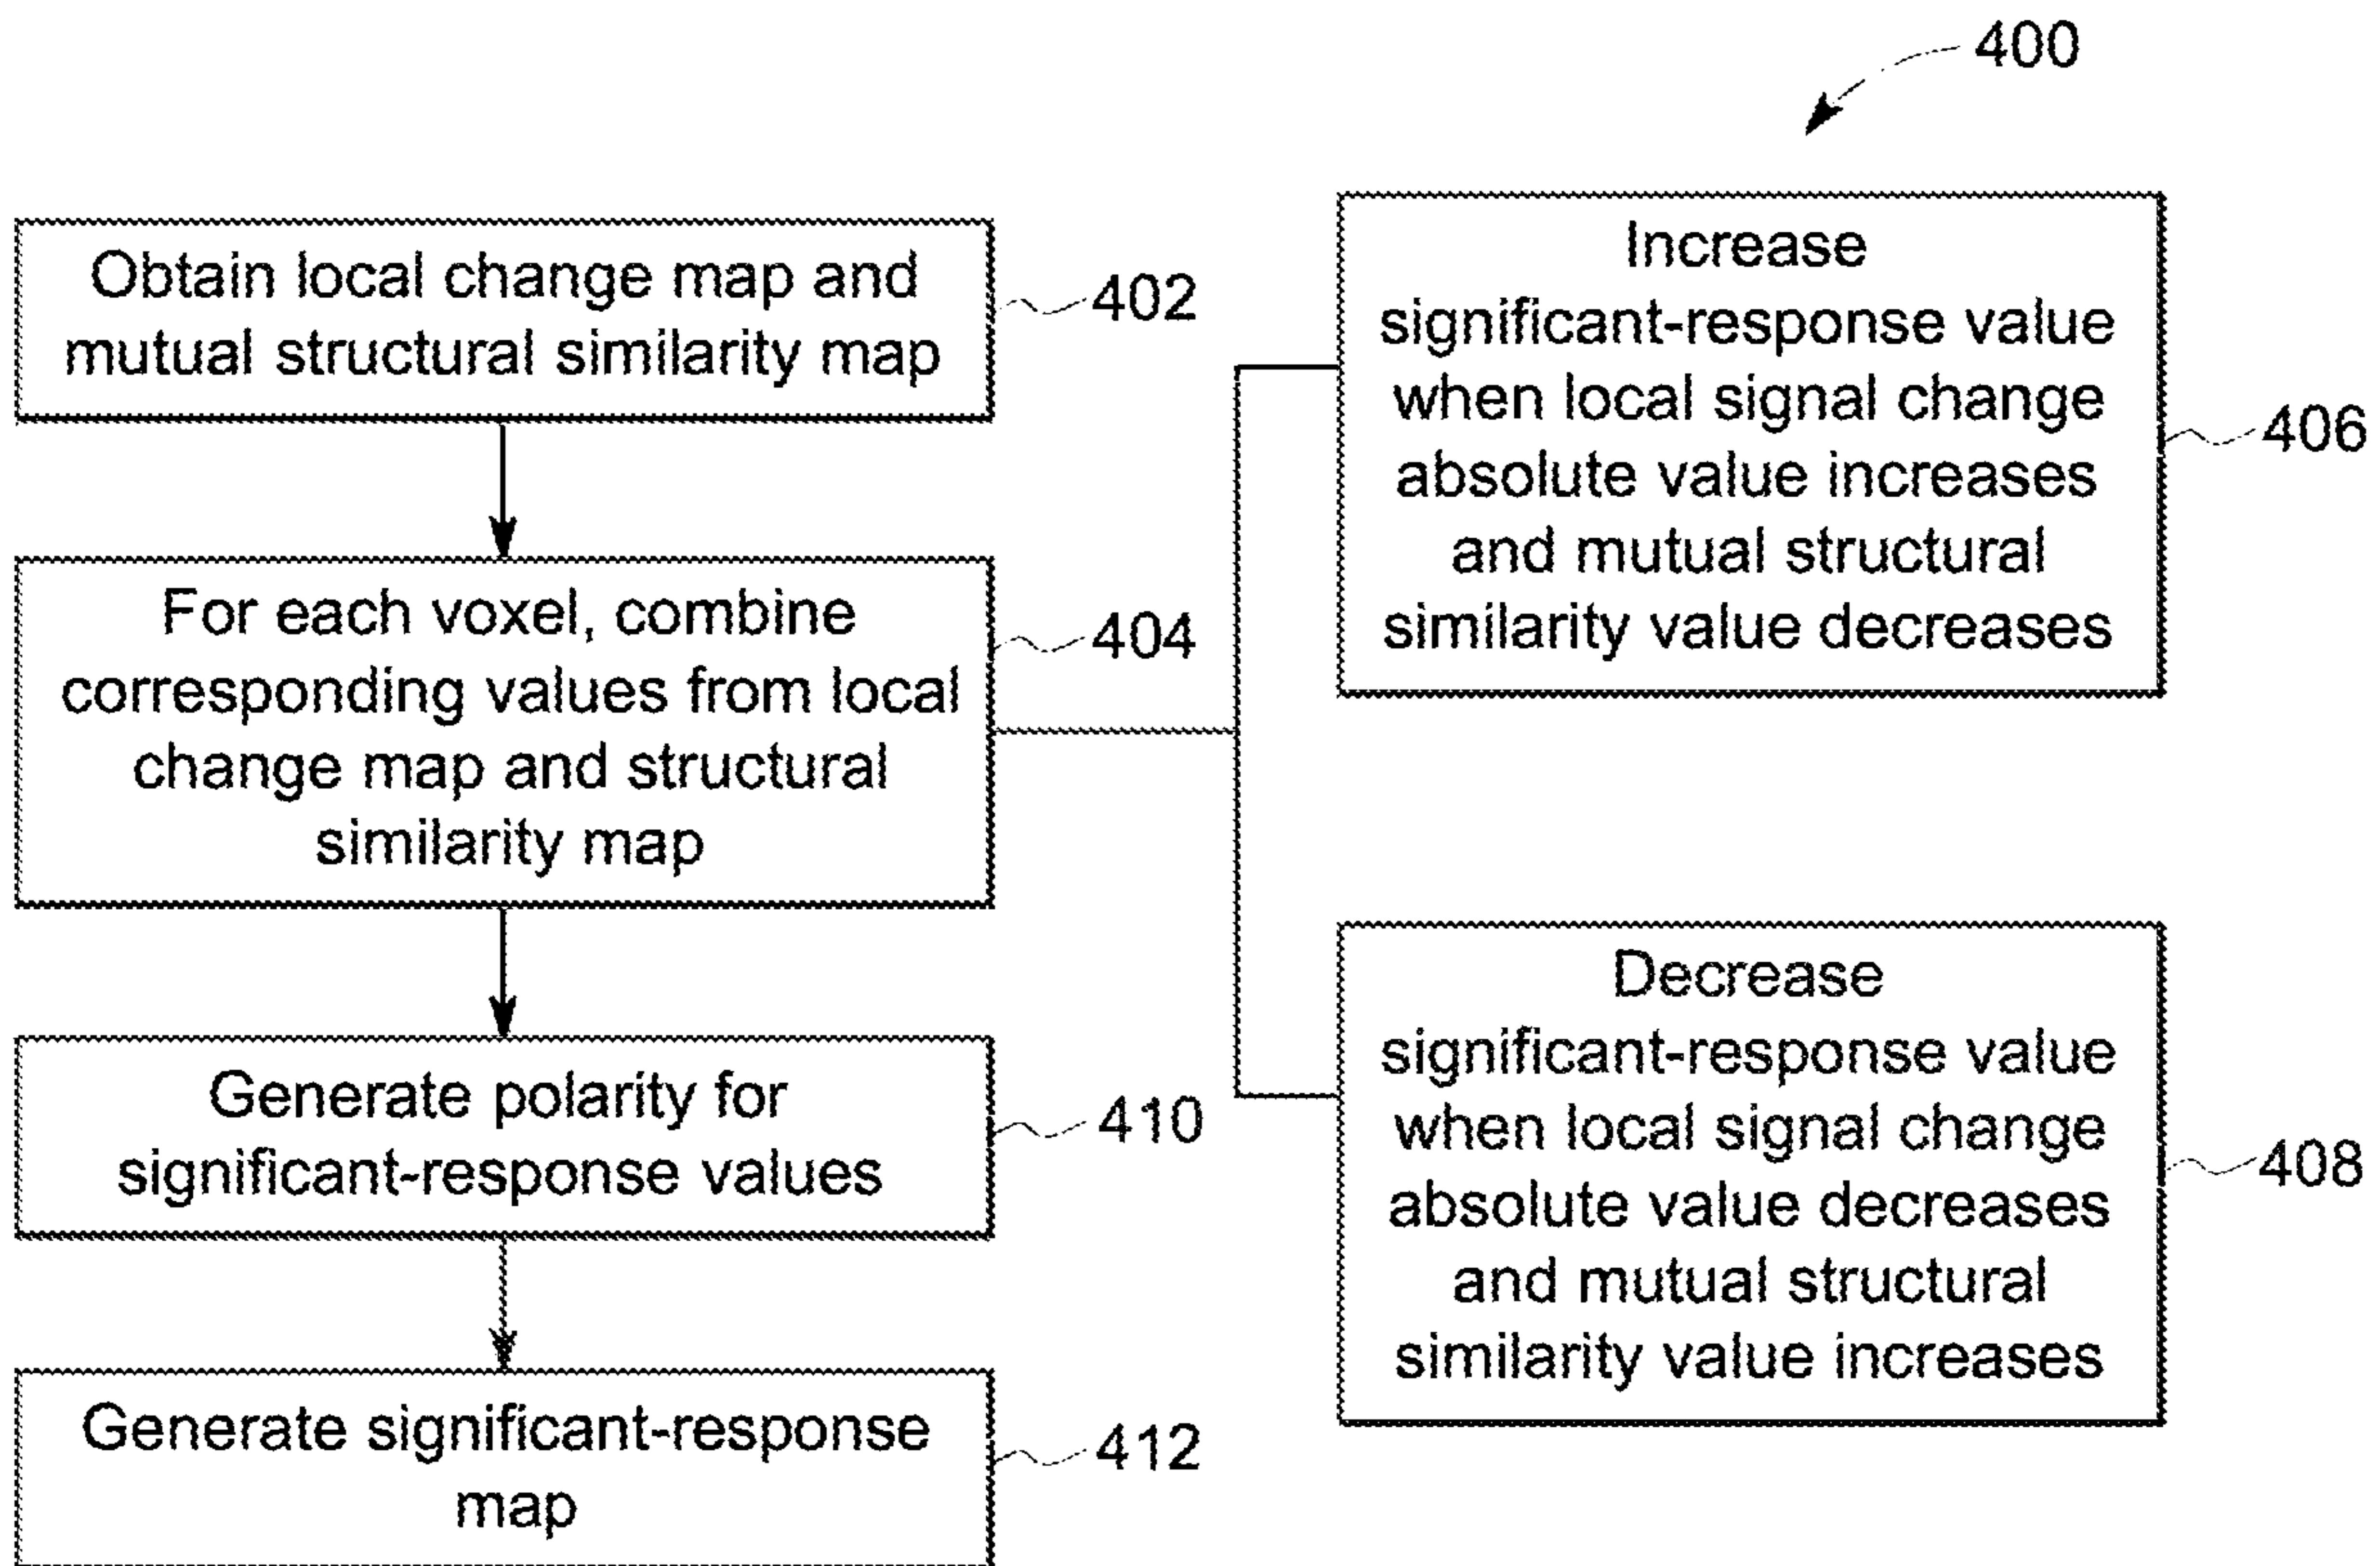 400
Obtain local change map and
mutual structural similarity map
402
For each voxel, combine
corresponding values from local
change map and structural
similarity map
404
Increase
significant-response value
when local signal change
absolute value increases
and mutual structural
similarity value decreases
406
Decrease
significant-response value
when local signal change
absolute value decreases
and mutual structural
similarity value increases
408
Generate polarity for
significant-response values
410
Generate significant-response
map
412